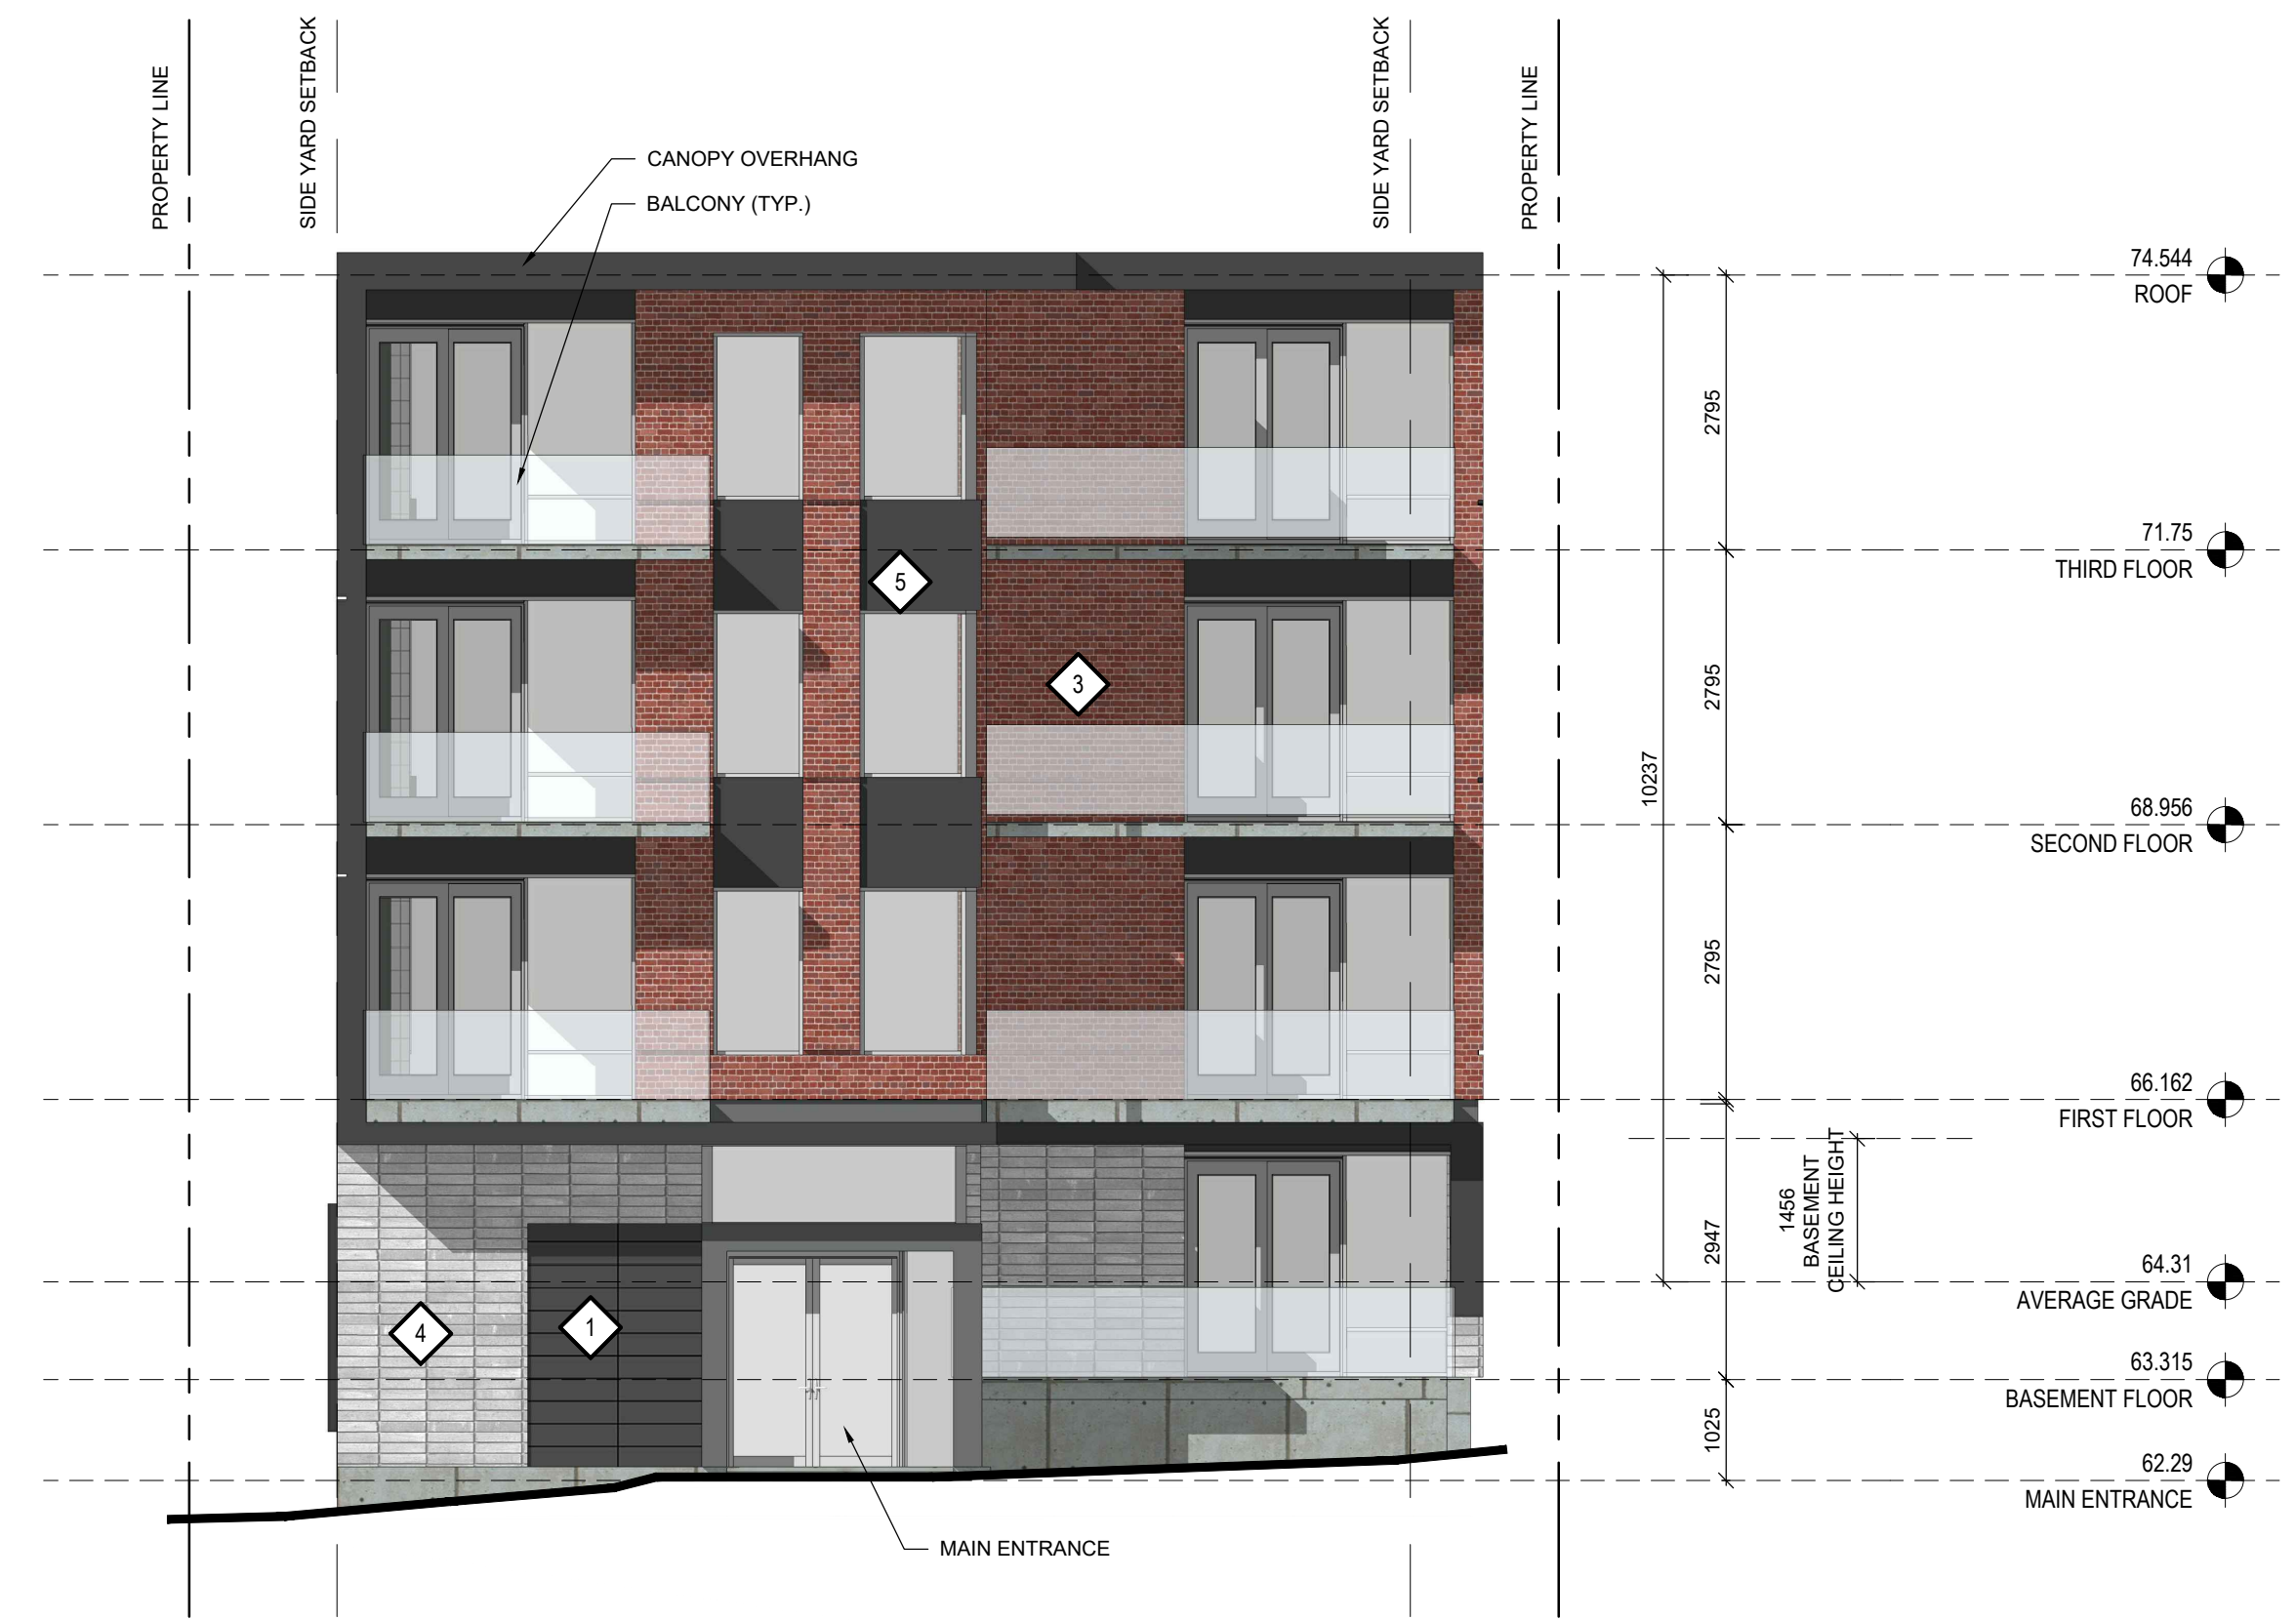 PROPERTY LINE
SIDE YARD SETBACK
SIDE YARD SETBACK
PROPERTY LINE
CANOPY OVERHANG
BALCONY (TYP.)
74.544
ROOF
2795
71.75
THIRD FLOOR
5
3
2795
10237
68.956
SECOND FLOOR
2795
66.162
FIRST FLOOR
1456
BASEMENT
CEILING HEIGHT
2947
64.31
AVERAGE GRADE
4
1
63.315
BASEMENT FLOOR
1025
62.29
MAIN ENTRANCE
MAIN ENTRANCE